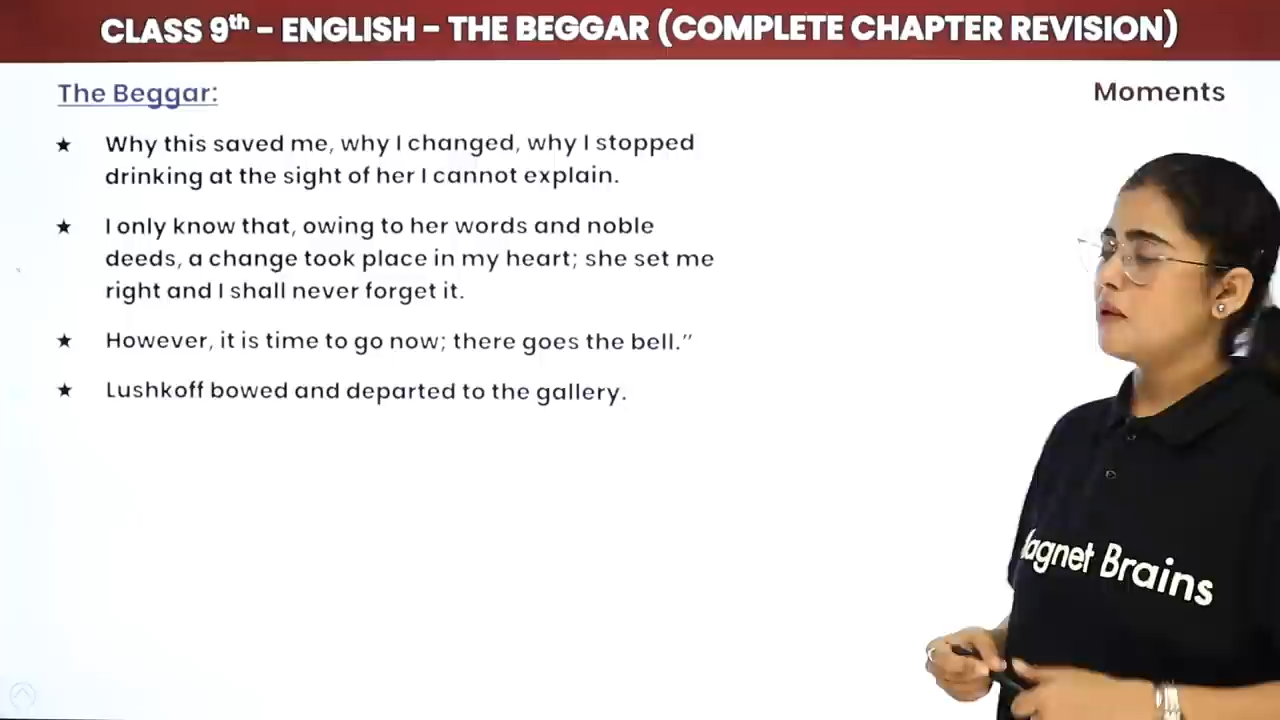 CLASS 9th – ENGLISH – THE BEGGAR (COMPLETE CHAPTER REVISION)
The Beggar:
Moments
★ Why this saved me, why I changed, why I stopped
drinking at the sight of her I cannot explain.
★ I only know that, owing to her words and noble
deeds, a change took place in my heart; she set me
right and I shall never forget it.
★ However, it is time to go now; there goes the bell.”
★ Lushkoff bowed and departed to the gallery.
Magnet Brains